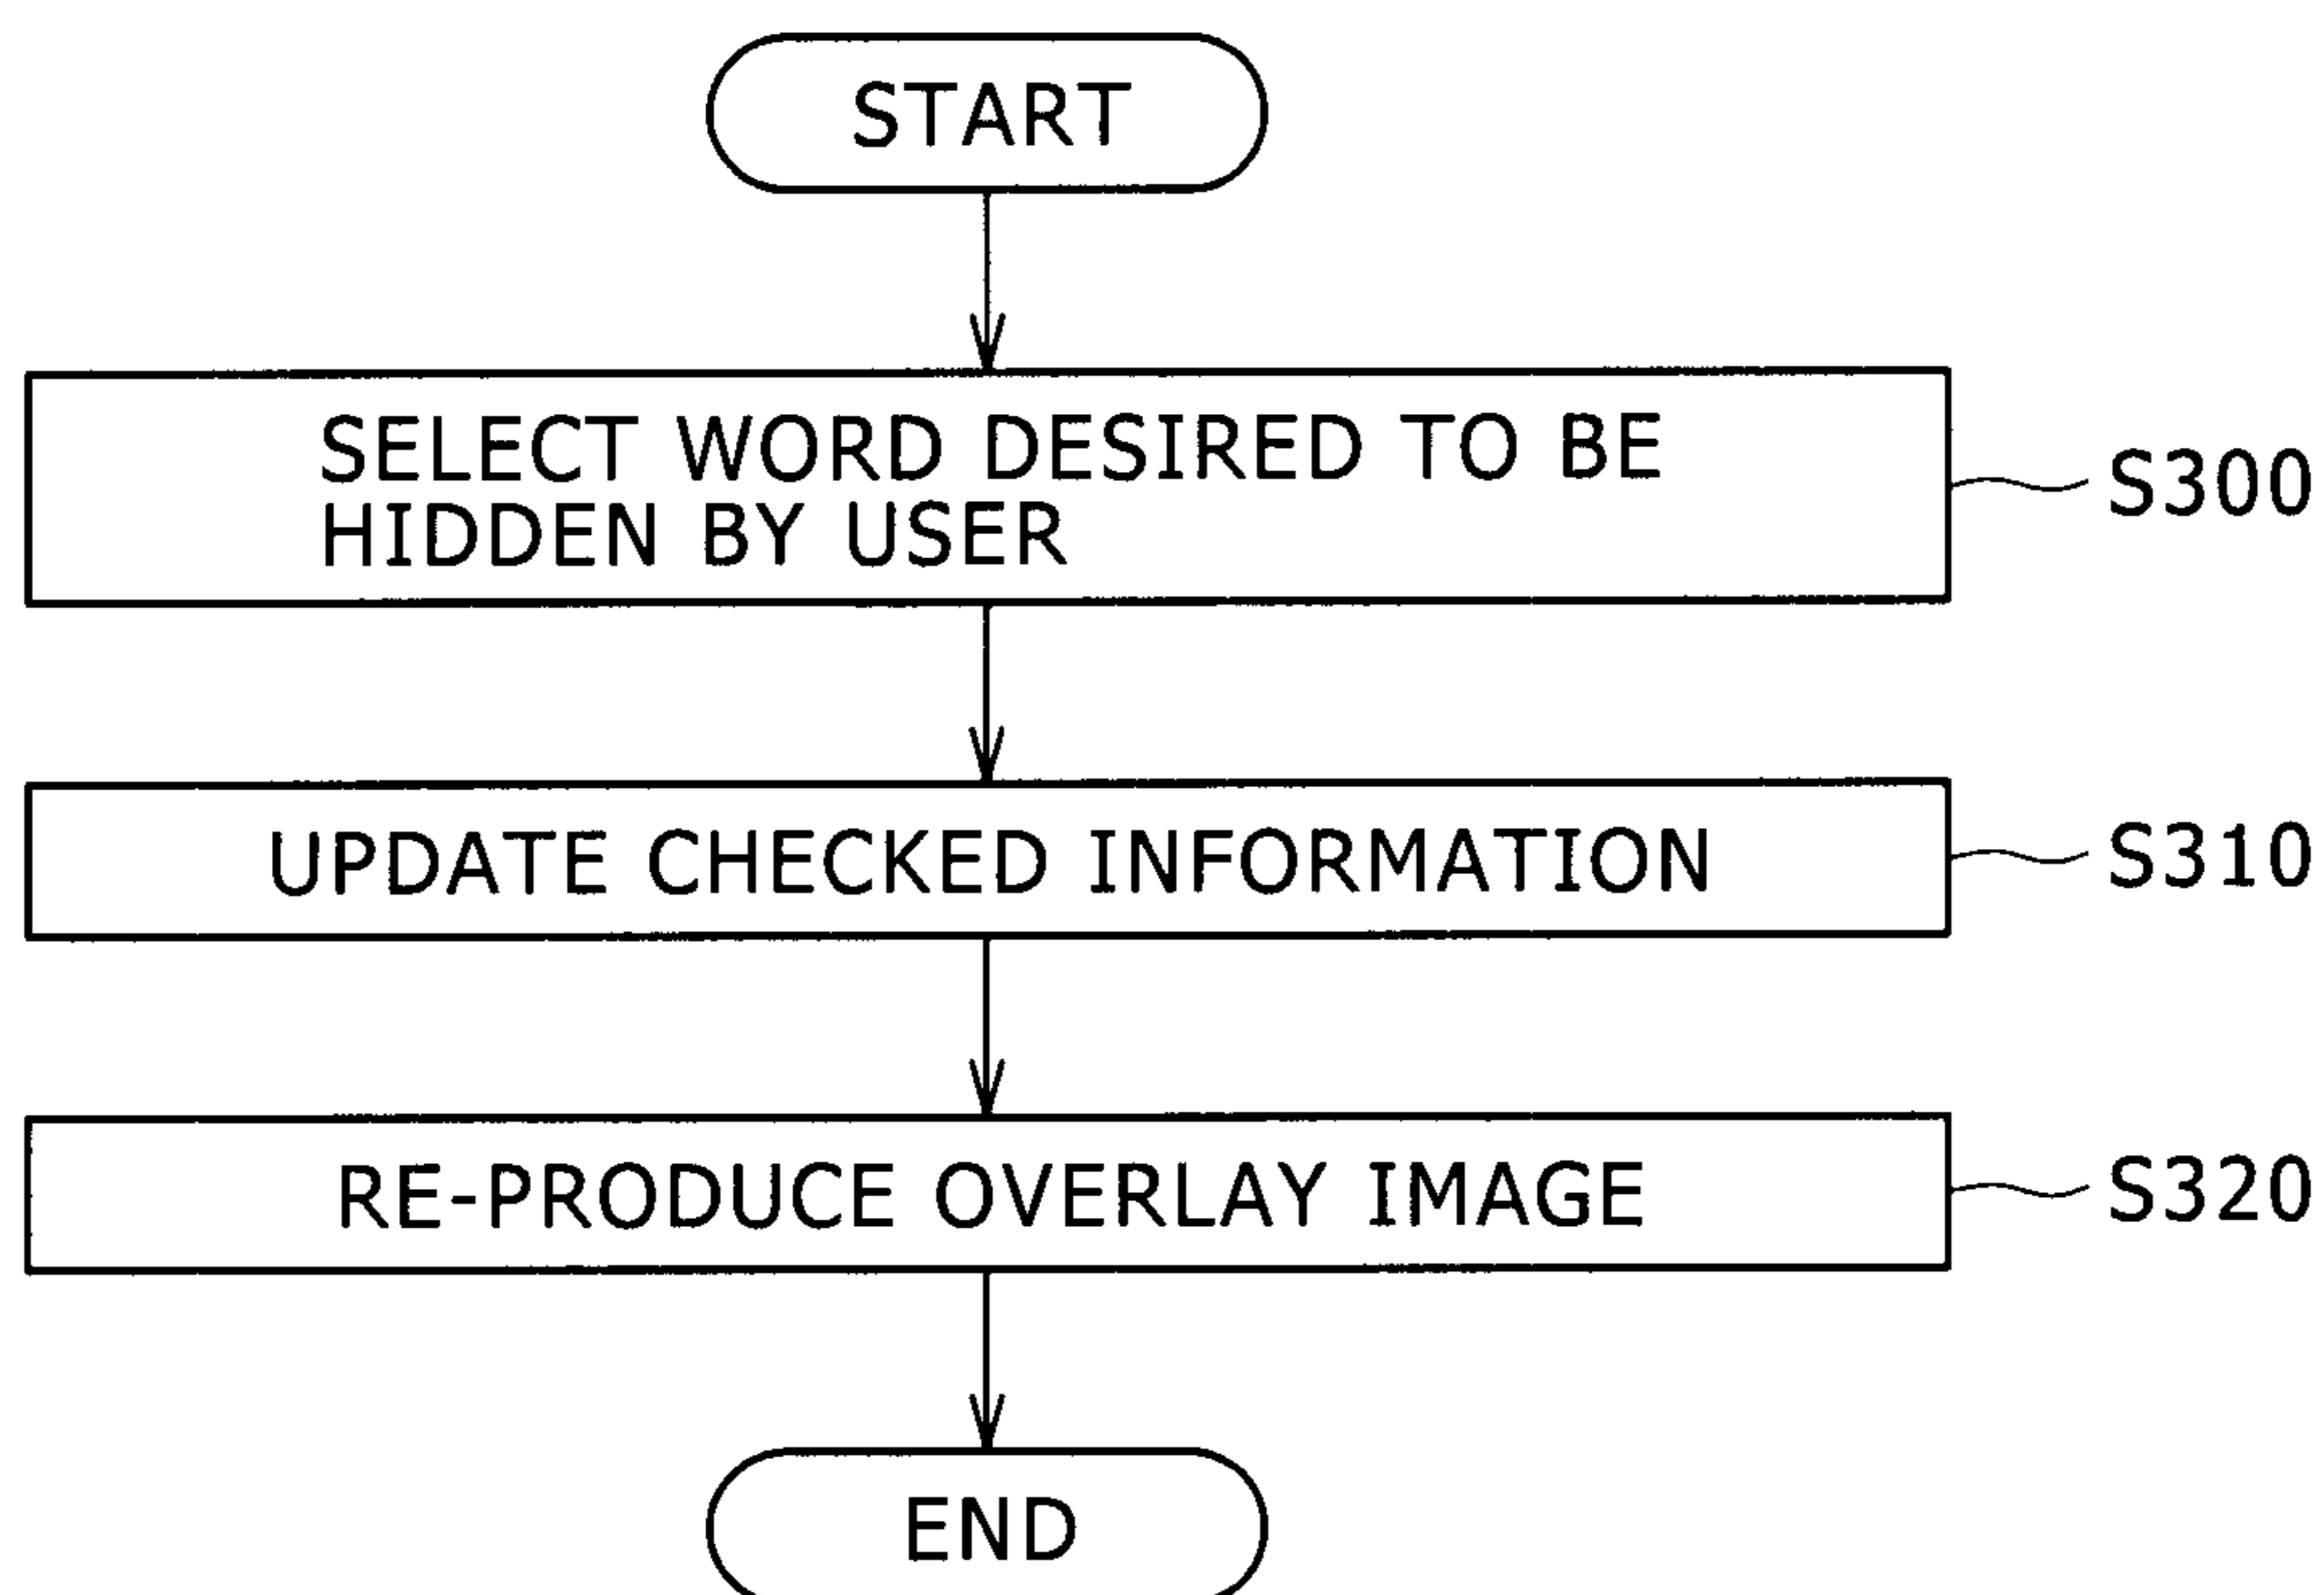 START
SELECT WORD DESIRED TO BE
HIDDEN BY USER
S300
UPDATE CHECKED INFORMATION
S310
RE-PRODUCE OVERLAY IMAGE
S320
END